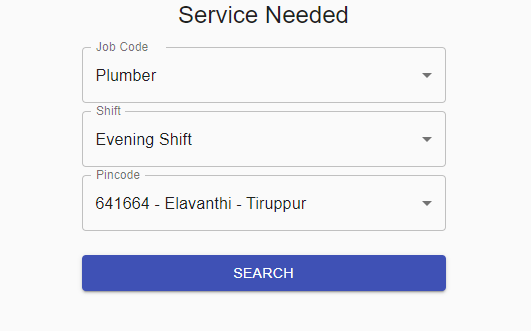 Service Needed
Job Code
Plumber
Shift
Evening Shift
Pincode
641664 - Elavanthi - Tiruppur
SEARCH